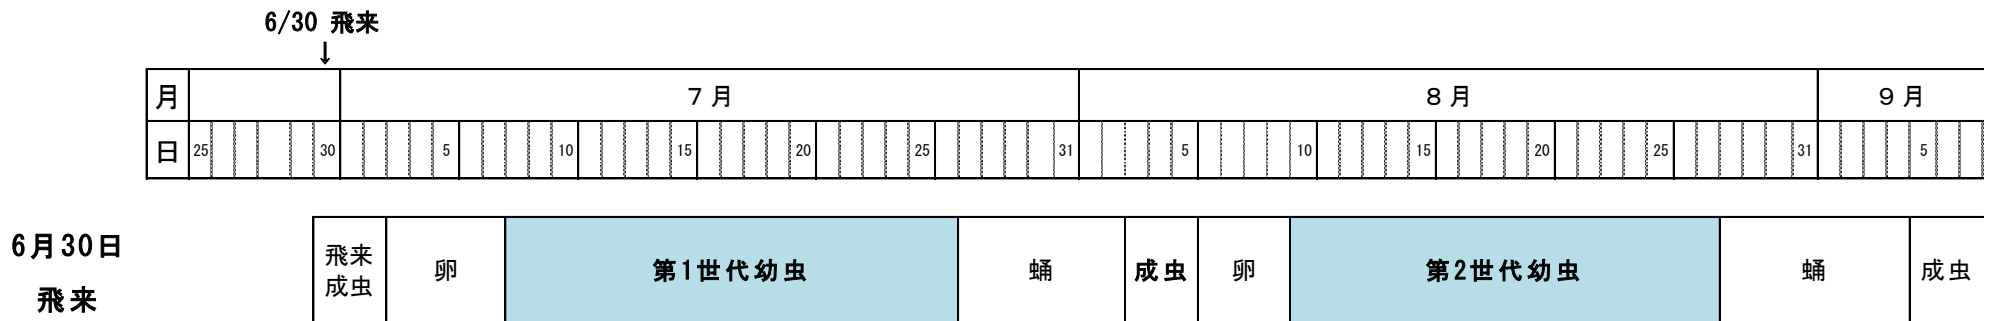 6/30 飛来
↓
月 7月 8月 9月
日 25 30 5 10 15 20 25 31 5 10 15 20 25 31 5
6月30日
飛来
飛来
成虫
卵
第1世代幼虫
蛹
成虫
卵
第2世代幼虫
蛹
成虫